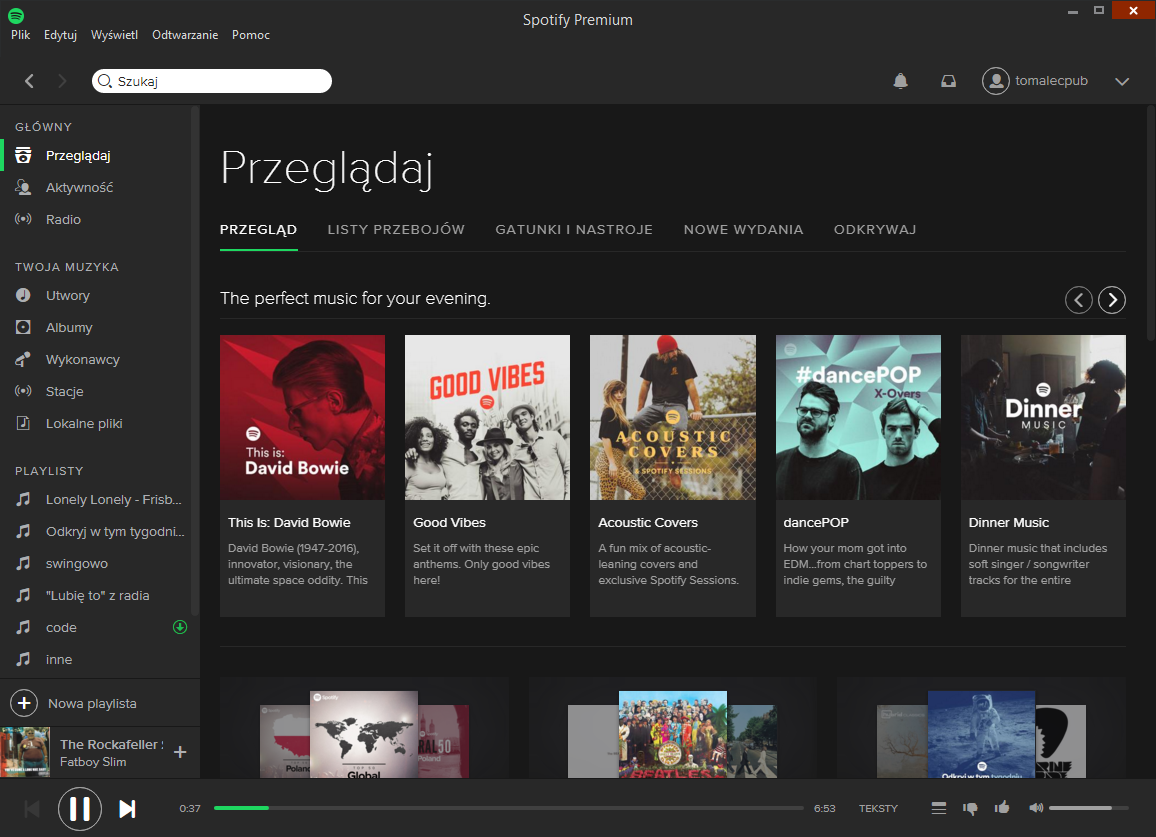 Spotify Premium
Plik Edytuj Wyświetl Odtwarzanie Pomoc
Szukaj
tomalecpub
GŁÓWNY
Przeglądaj
Aktywność
Radio
TWOJA MUZYKA
Utwory
Albumy
Wykonawcy
Stacje
Lokalne pliki
PLAYLISTY
Lonely Lonely - Frisb...
Odkryj w tym tygodni...
swingowo
"Lubię to" z radia
code
inne
Nowa playlista
The Rockafeller
Fatboy Slim
Przeglądaj
PRZEGLĄD LISTY PRZEBOJÓW GATUNKI I NASTROJE NOWE WYDANIA ODKRYWAJ
The perfect music for your evening.
This is:
David Bowie
This Is: David Bowie
David Bowie (1947-2016),
innovator, visionary, the
ultimate space oddity. This
GOOD VIBES
Good Vibes
Set it off with these epic
anthems. Only good vibes
here!
ACOUSTIC
COVERS
& SPOTIFY SESSIONS
Acoustic Covers
A fun mix of acoustic-
leaning covers and
exclusive Spotify Sessions.
#dancePOP
X-Overs
dancePOP
How your mom got into
EDM...from chart toppers to
indie gems, the guilty
Dinner
MUSIC
Dinner Music
Dinner music that includes
soft singer / songwriter
tracks for the entire
Spotify
TOP 50
Global
50
Poland
BEATLES
Odkryj w tym tygodniu
0:37
6:53
TEKSTY